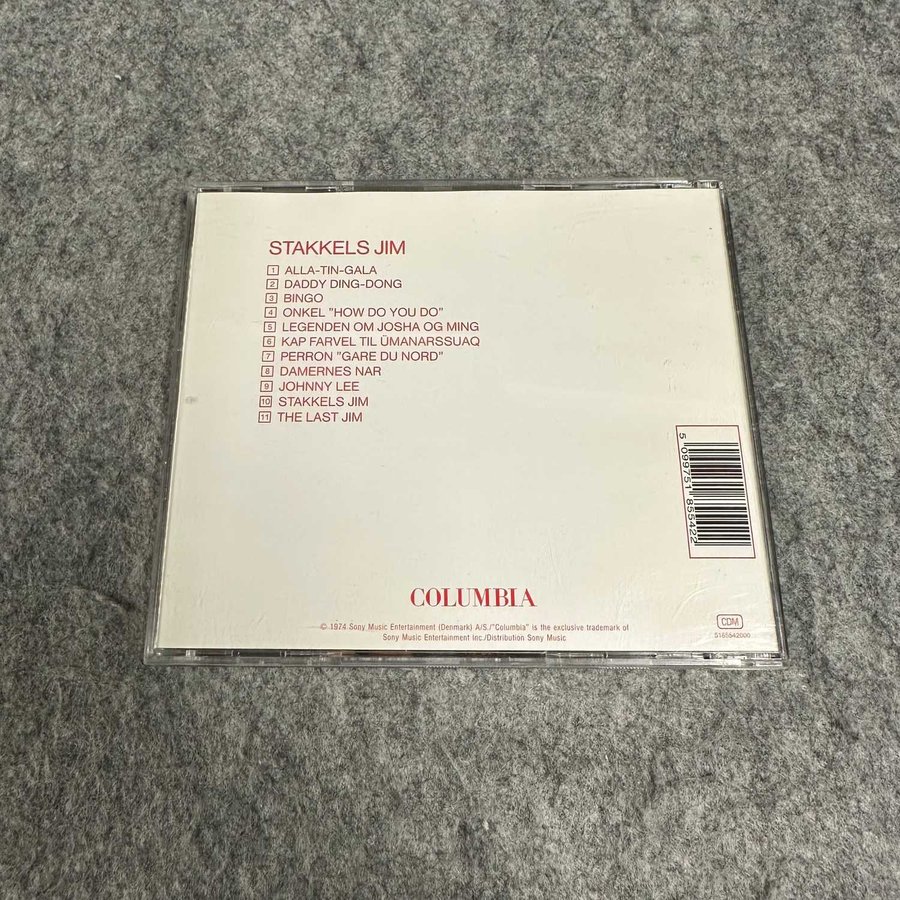 STAKKELS JIM
1 ALLA-TIN-GALA
2 DADDY DING-DONG
3 BINGO
4 ONKEL "HOW DO YOU DO"
5 LEGENDEN OM JOSHA OG MING
6 KAP FARVEL TIL ÜMANARSSUAQ
7 PERRON "GARE DU NORD"
8 DAMERNES NAR
9 JOHNNY LEE
10 STAKKELS JIM
11 THE LAST JIM
5 099751 855422
COLUMBIA
© 1974 Sony Music Entertainment (Denmark) A/S./"Columbia" is the exclusive trademark of
Sony Music Entertainment Inc./Distribution Sony Music
CDM
5185542000